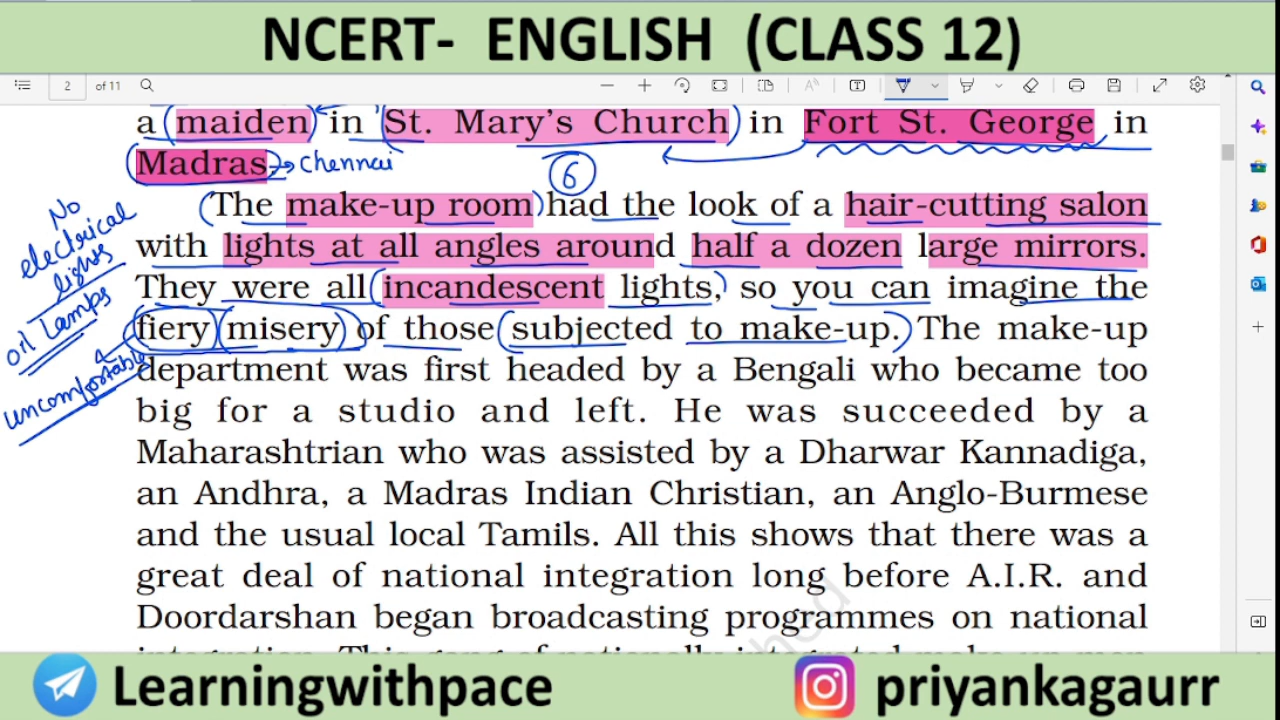 NCERT- ENGLISH (CLASS 12)
2 of 11
a maiden in St. Mary's Church in Fort St. George in
Madras → Chennai
6
The make-up room had the look of a hair-cutting salon
with lights at all angles around half a dozen large mirrors.
They were all incandescent lights, so you can imagine the
fiery misery of those subjected to make-up. The make-up
department was first headed by a Bengali who became too
big for a studio and left. He was succeeded by a
Maharashtrian who was assisted by a Dharwar Kannadiga,
an Andhra, a Madras Indian Christian, an Anglo-Burmese
and the usual local Tamils. All this shows that there was a
great deal of national integration long before A.I.R. and
Doordarshan began broadcasting programmes on national
No
electrical
lights
oil lamps
uncomfortable
Learningwithpace
priyankagaurr